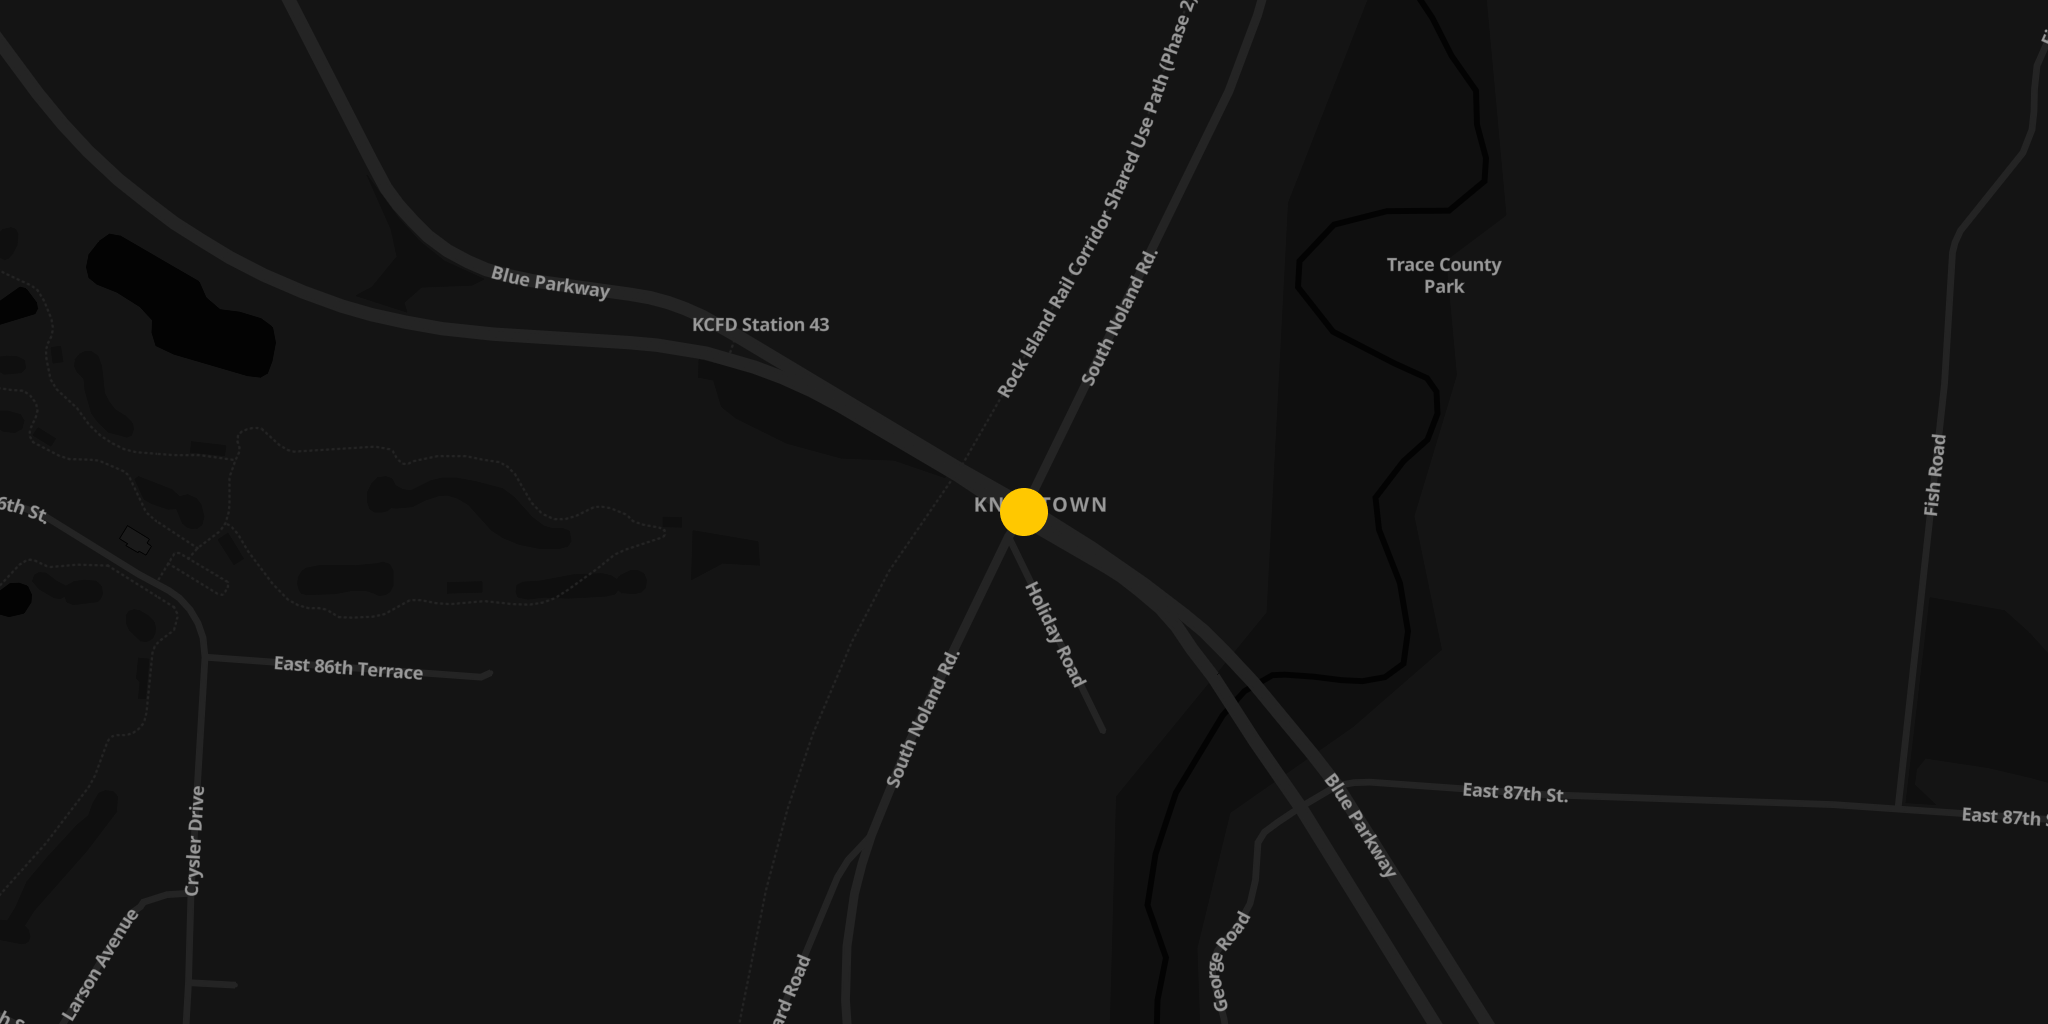 Rock Island Rail Corridor Shared Use Path (Phase 2)
South Noland Rd.
Trace County
Park
Blue Parkway
KCFD Station 43
Fish Road
6th St.
East 86th Terrace
Holiday Road
South Noland Rd.
Crysler Drive
Larson Avenue
ard Road
George Road
Blue Parkway
East 87th St.
East 87th S